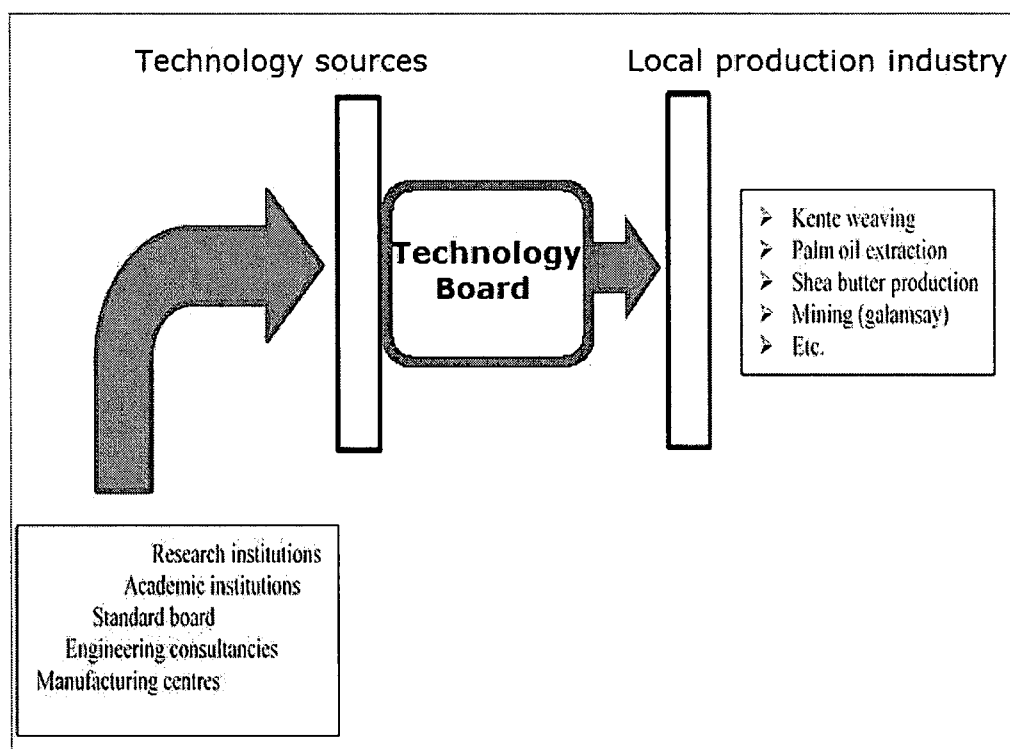 Technology sources
Local production industry
Technology
Board
➢ Kente weaving
➢ Palm oil extraction
➢ Shea butter production
➢ Mining (galamsay)
➢ Etc.
Research institutions
Academic institutions
Standard board
Engineering consultancies
Manufacturing centres